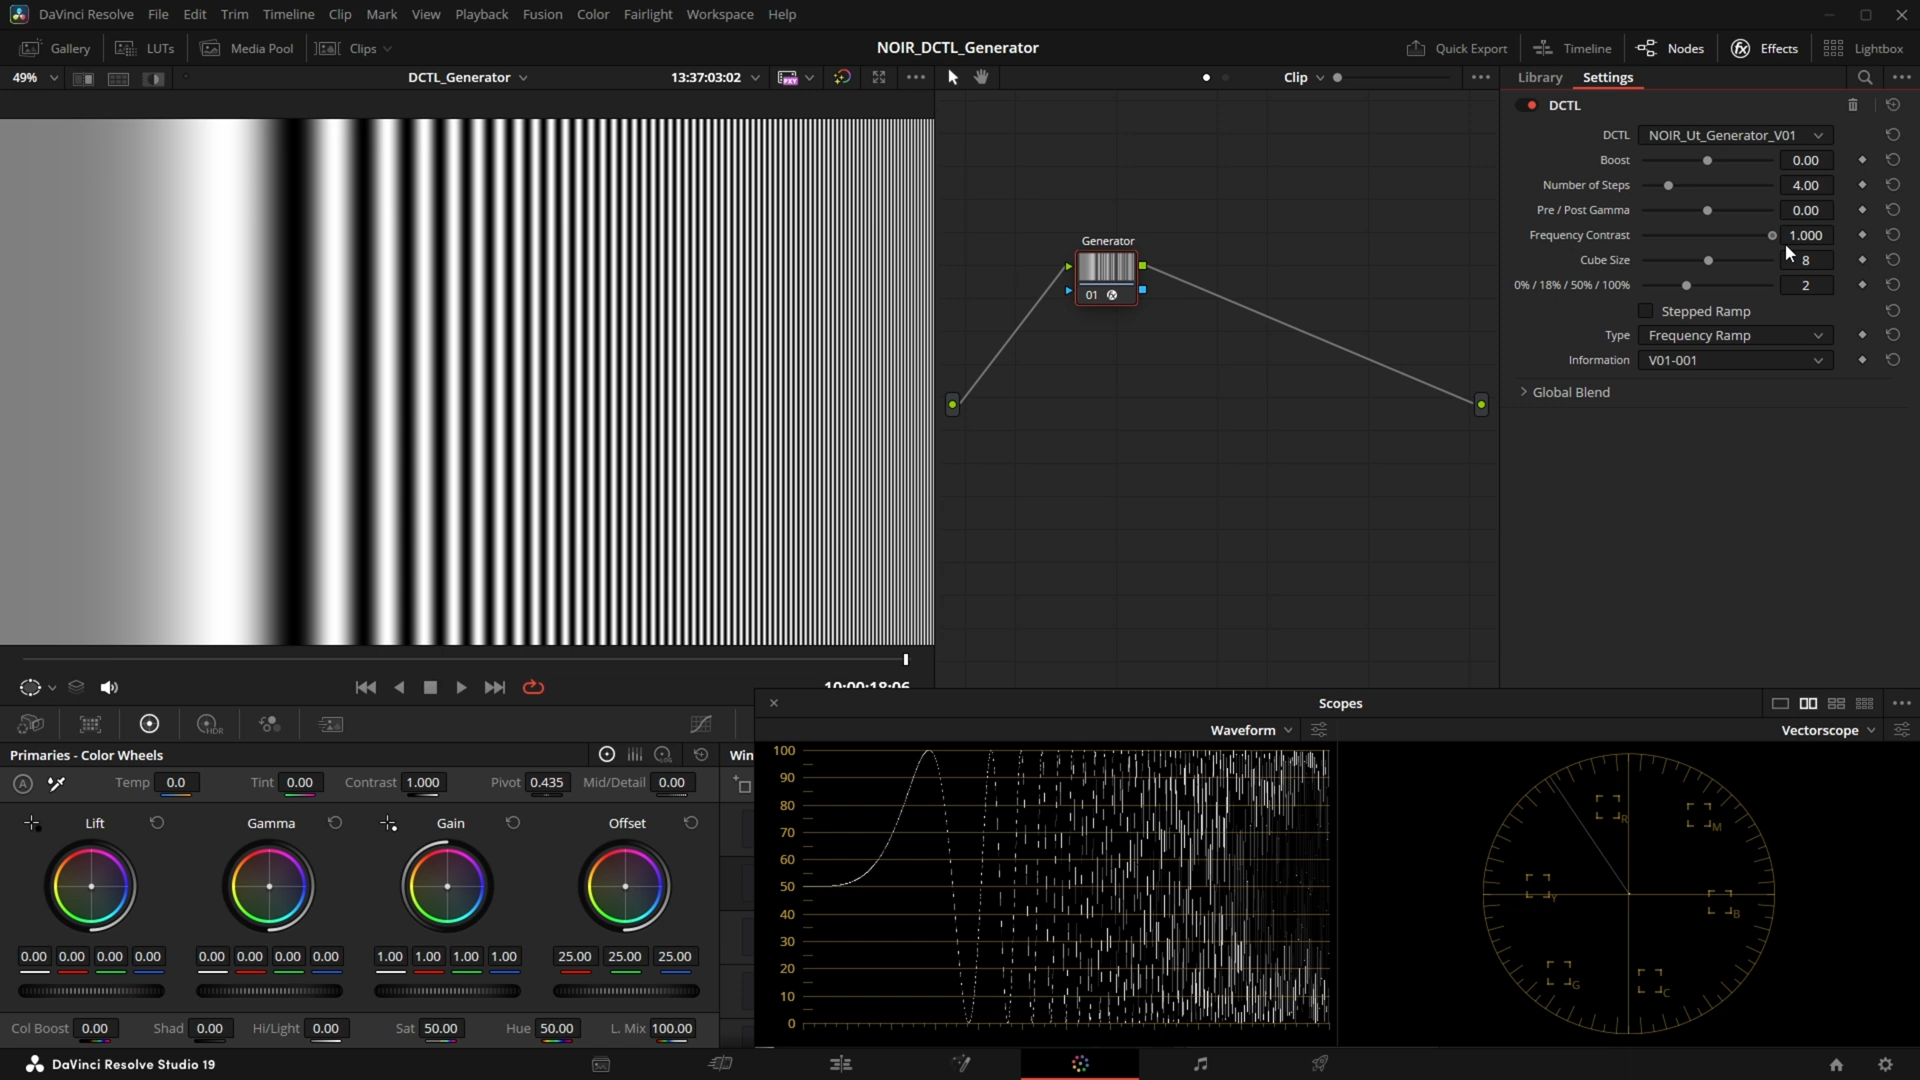 DaVinci Resolve File Edit Trim Timeline Clip Mark View Playback Fusion Color Fairlight Workspace Help
Gallery LUTs Media Pool Clips NOIR_DCTL_Generator Quick Export Timeline Nodes Effects Lightbox
49% DCTL_Generator 13:37:03:02 PXY Clip Library Settings
DCTL
DCTL NOIR_Ut_Generator_V01
Boost 0.00
Number of Steps 4.00
Pre / Post Gamma 0.00
Frequency Contrast 1.000
Cube Size 8
0% / 18% / 50% / 100% 2
Stepped Ramp
Type Frequency Ramp
Information V01-001
Global Blend
Generator
01
10:00:18:06
HDR
Scopes
Primaries - Color Wheels LOG Win
Waveform Vectorscope
A Temp 0.0 Tint 0.00 Contrast 1.000 Pivot 0.435 Mid/Detail 0.00
Lift Gamma Gain Offset
0.00 0.00 0.00 0.00 0.00 0.00 0.00 0.00 1.00 1.00 1.00 1.00 25.00 25.00 25.00
Col Boost 0.00 Shad 0.00 Hi/Light 0.00 Sat 50.00 Hue 50.00 L. Mix 100.00
100
90
80
70
60
50
40
30
20
10
0
R
M
Y
B
G
C
DaVinci Resolve Studio 19